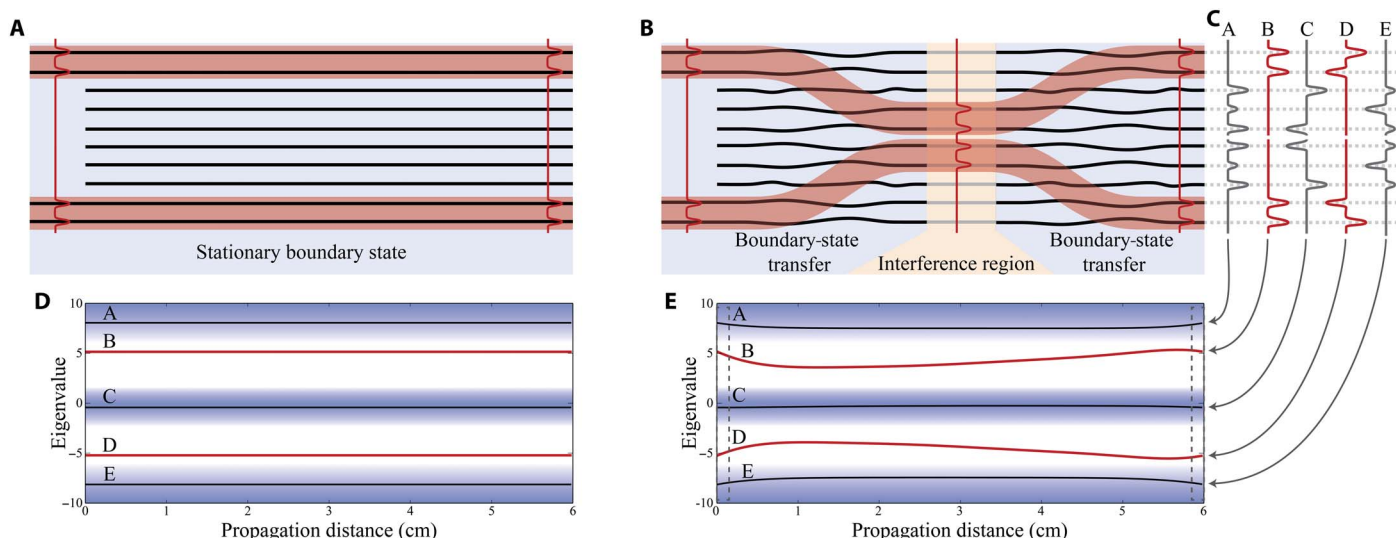 A
B
C
A B C D E
Stationary boundary state
Boundary-state
transfer
Interference region
Boundary-state
transfer
D
Eigenvalue
10
5
0
−5
−10
A
B
C
D
E
0 1 2 3 4 5 6
Propagation distance (cm)
E
Eigenvalue
10
5
0
-5
-10
A
B
C
D
E
0 1 2 3 4 5 6
Propagation distance (cm)